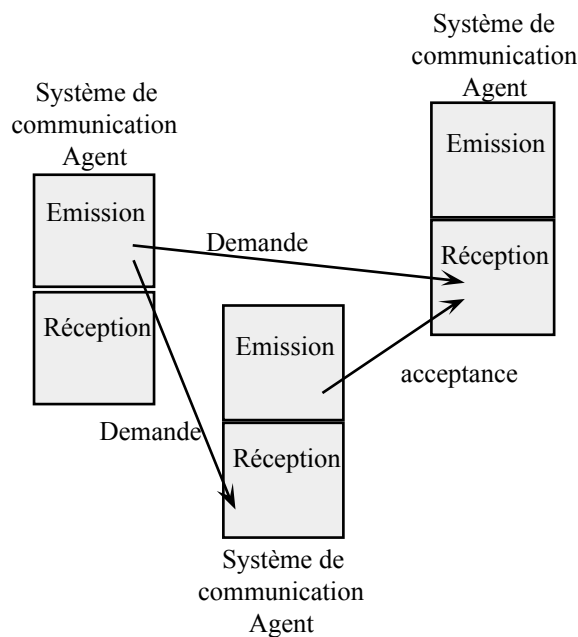 Système de
communication
Agent
Emission
Réception
Système de
communication
Agent
Emission
Réception
Demande
Demande
acceptance
Emission
Réception
Système de
communication
Agent